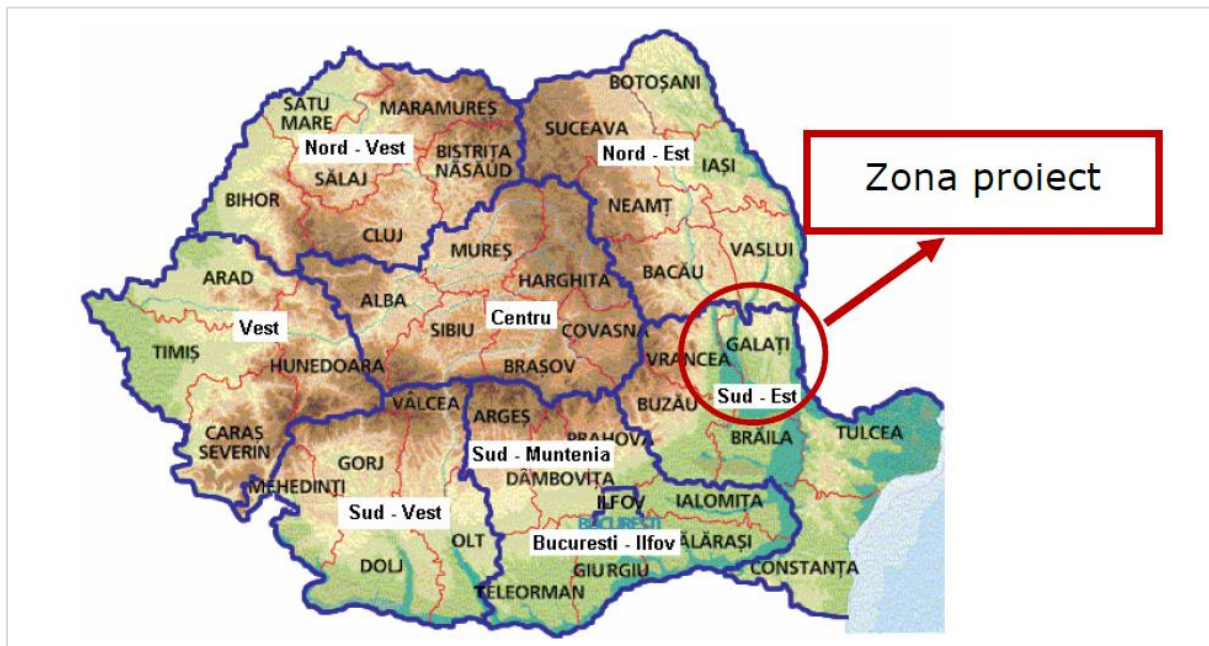 BOTOȘANI
SATU
MARE
MARAMUREȘ
SUCEAVA
Nord - Vest
BISTRIȚA
NĂSĂUD
Nord - Est
IAȘI
SĂLAJ
Zona proiect
BIHOR
NEAMȚ
CLUJ
MUREȘ
VASLUI
ARAD
HARGHITA
BACĂU
ALBA
Vest
SIBIU
Centru
COVASNA
GALAȚI
TIMIȘ
HUNEDOARA
BRAȘOV
VRANCEA
Sud - Est
VÂLCEA
ARGEȘ
BUZĂU
CARAS
SEVERIN
GORJ
Sud - Muntenia
PRAHOVA
BRĂILA
TULCEA
MEHEDINȚI
DÂMBOVIȚA
Sud - Vest
ILFOV
IALOMIȚA
BUCUREȘTI
OLT
Bucuresti - Ilfov
ĂLĂRAȘI
DOLJ
GIURGIU
CONSTANȚA
TELEORMAN